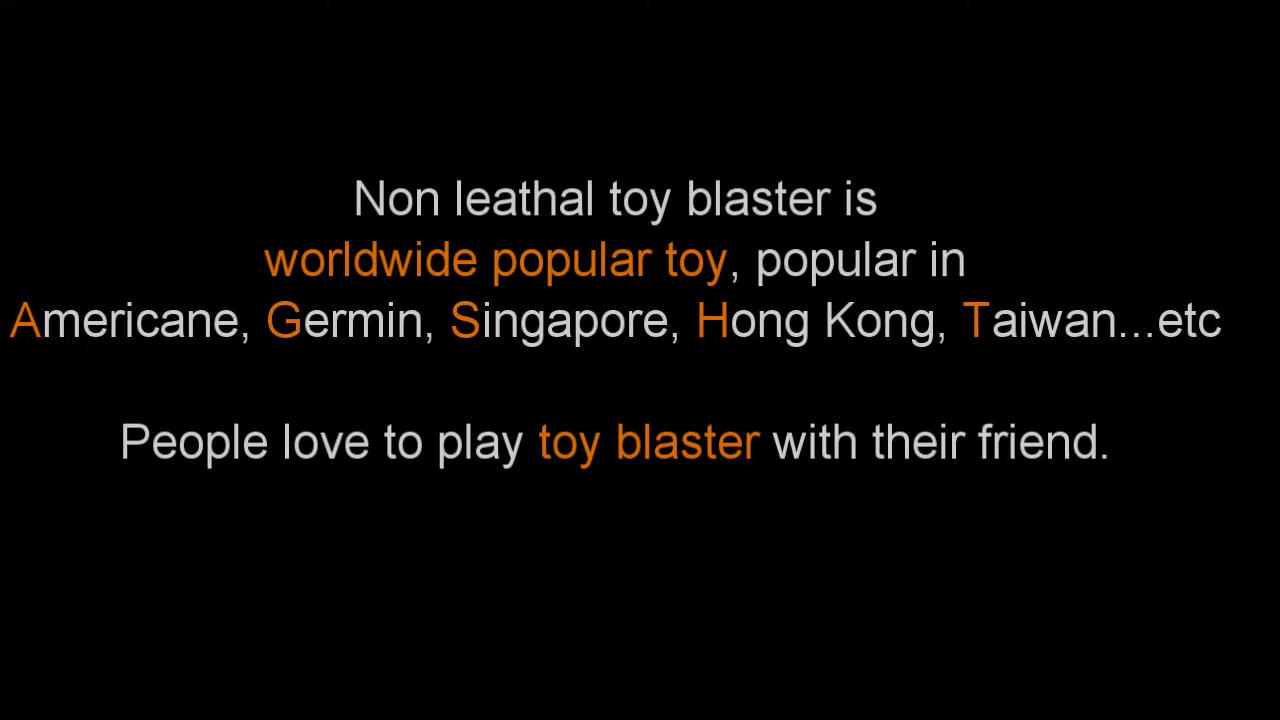 Non leathal toy blaster is
worldwide popular toy, popular in
Americane, Germin, Singapore, Hong Kong, Taiwan...etc
People love to play toy blaster with their friend.